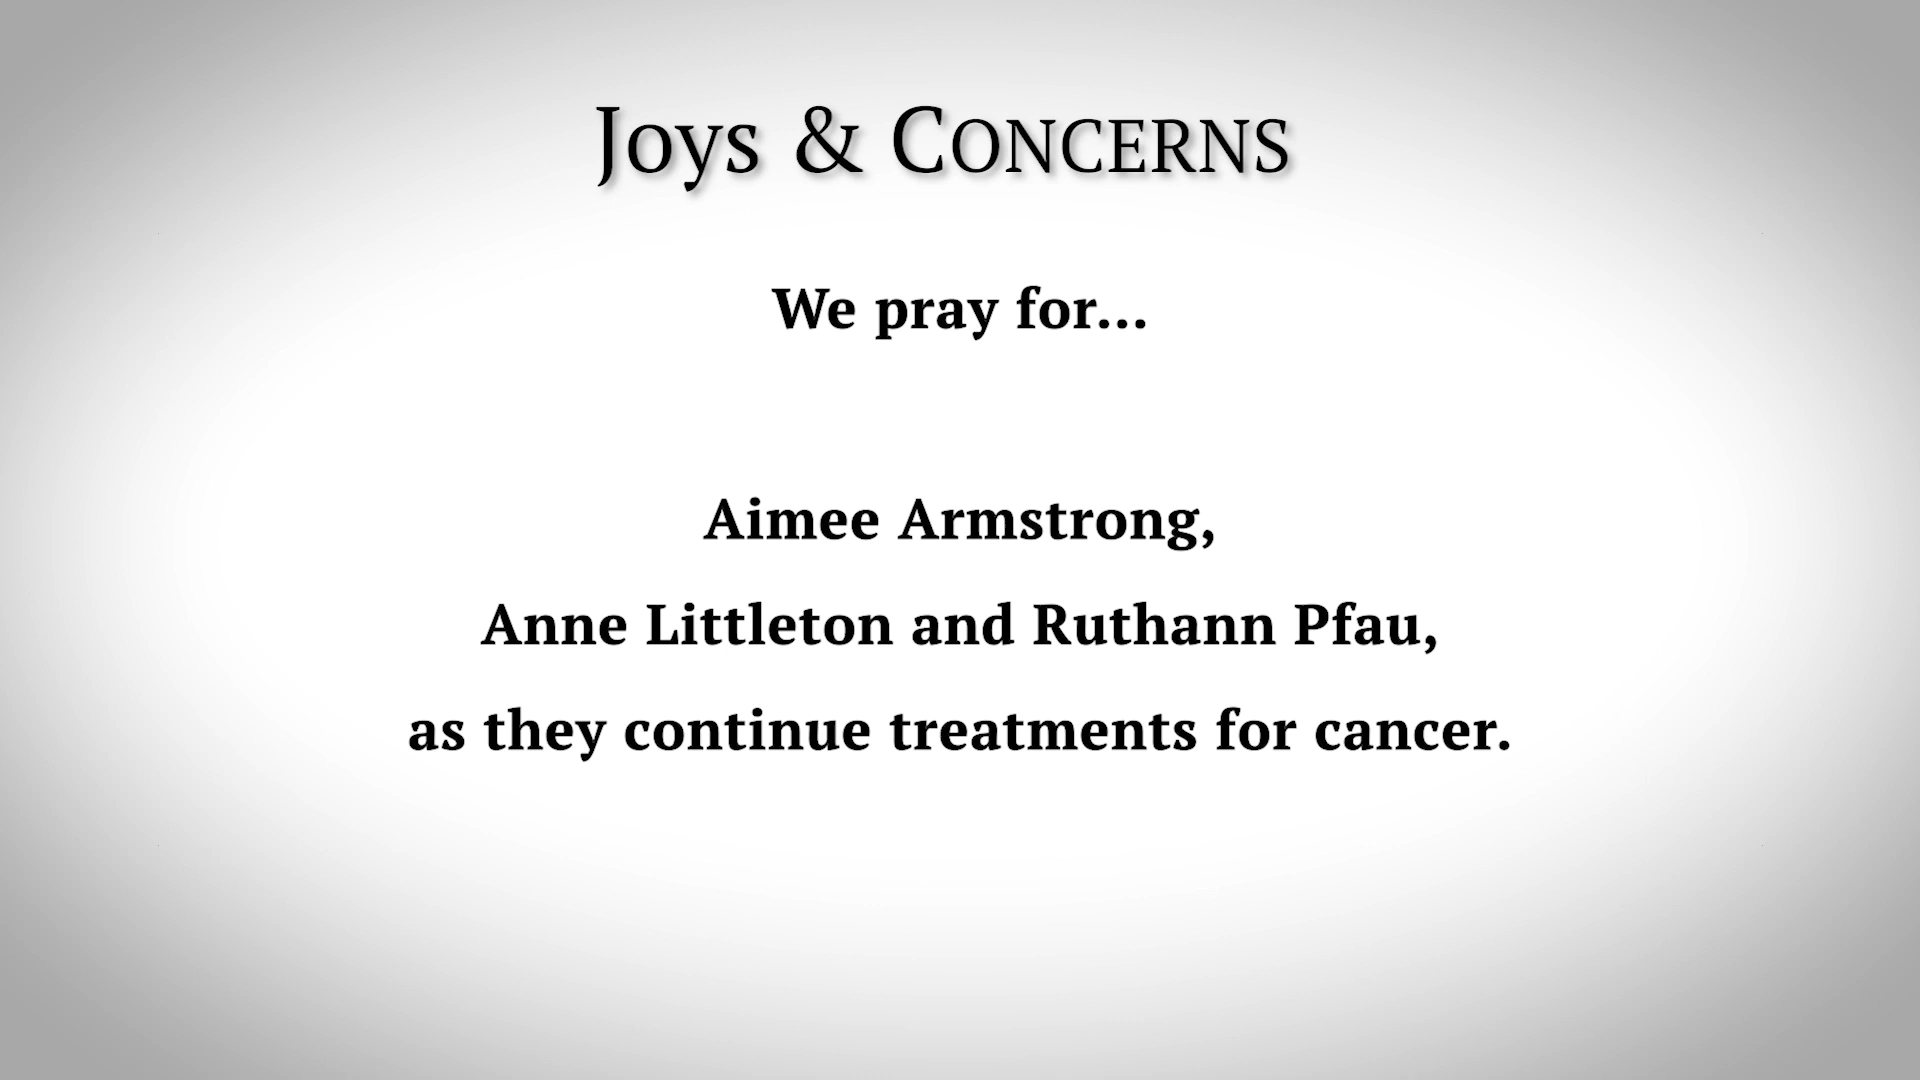 Joys & CONCERNS
We pray for...
Aimee Armstrong,
Anne Littleton and Ruthann Pfau,
as they continue treatments for cancer.